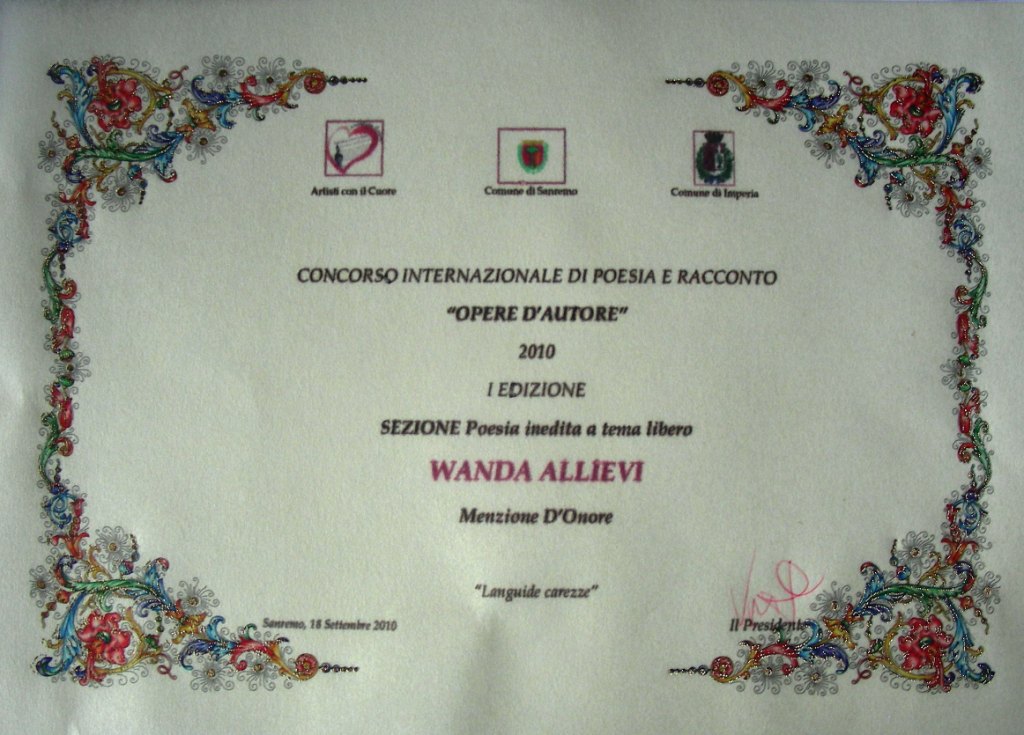 Artisti con il Cuore
Comune di Sanremo
Comune di Imperia
CONCORSO INTERNAZIONALE DI POESIA E RACCONTO
"OPERE D'AUTORE"
2010
I EDIZIONE
SEZIONE Poesia inedita a tema libero
WANDA ALLIEVI
Menzione D'Onore
"Languide carezze"
Sanremo, 18 Settembre 2010
Il Presidente